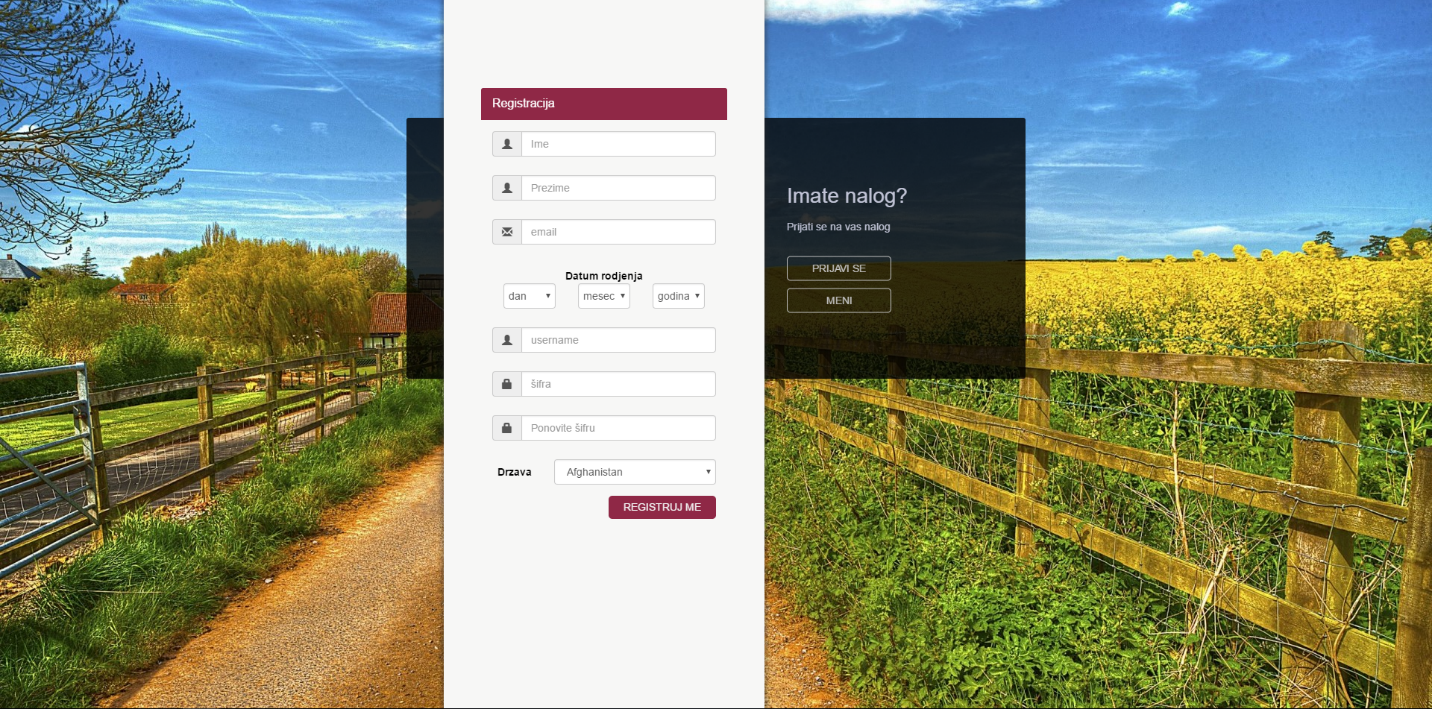 Registracija
Ime
Prezime
email
Datum rodjenja
dan mesec godina
username
šifra
Ponovite šifru
Drzava Afghanistan
REGISTRUJ ME
Imate nalog?
Prijati se na vas nalog
PRIJAVI SE
MENI